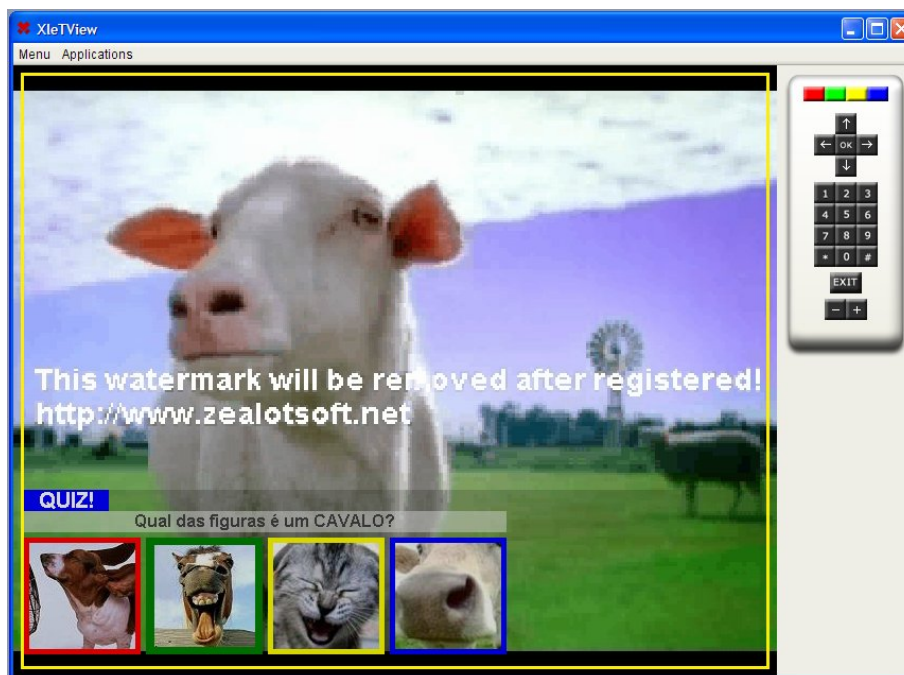 XleTView
Menu Applications
↑
← OK →
↓
1 2 3
4 5 6
7 8 9
* 0 #
EXIT
− +
This watermark will be removed after registered!
http://www.zealotsoft.net
QUIZ!
Qual das figuras é um CAVALO?